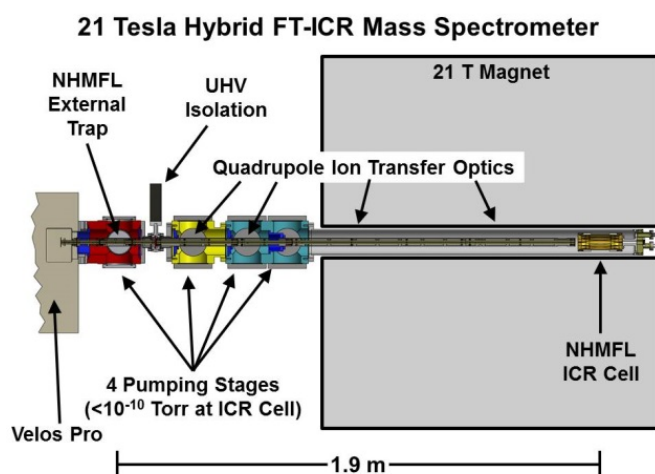 21 Tesla Hybrid FT-ICR Mass Spectrometer
NHMFL
External
Trap
UHV
Isolation
21 T Magnet
Quadrupole Ion Transfer Optics
4 Pumping Stages
(<10⁻¹⁰ Torr at ICR Cell)
NHMFL
ICR Cell
Velos Pro
1.9 m